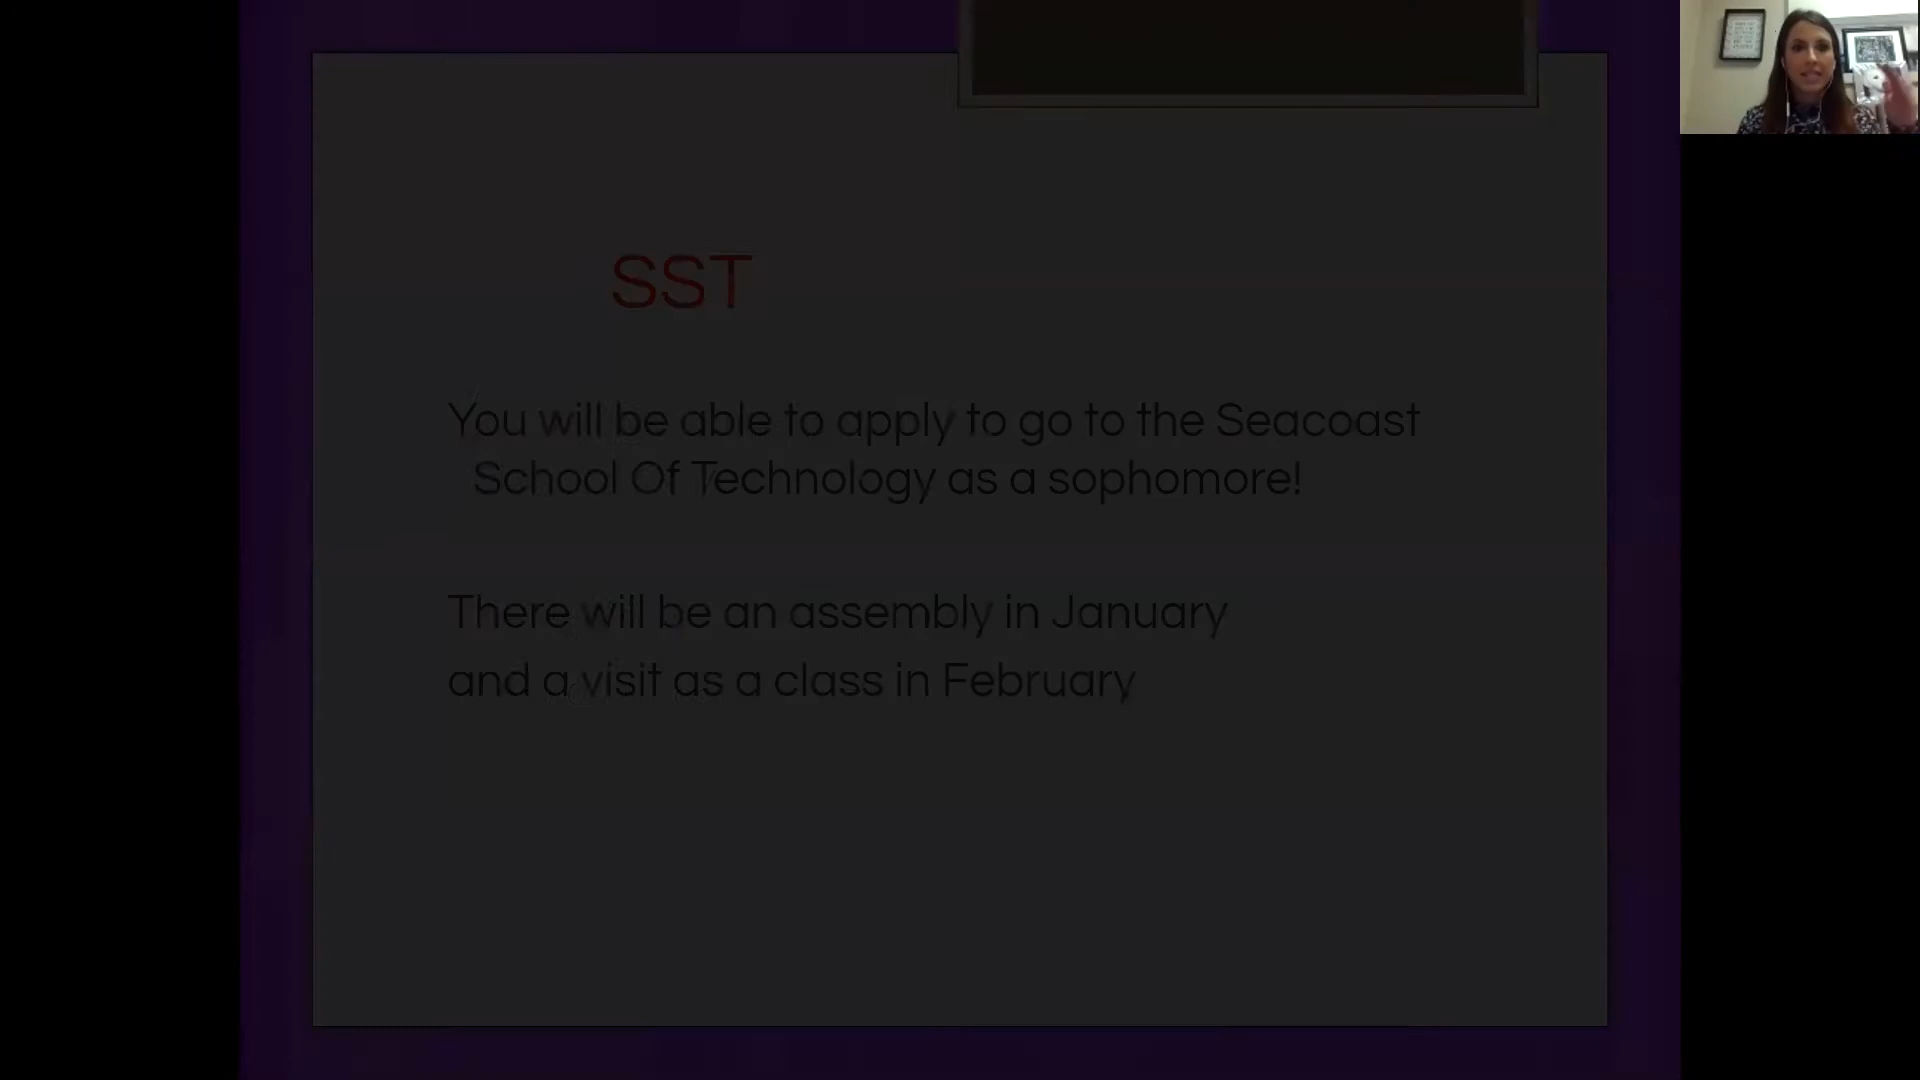 SST
You will be able to apply to go to the Seacoast
School Of Technology as a sophomore!
There will be an assembly in January
and a visit as a class in February